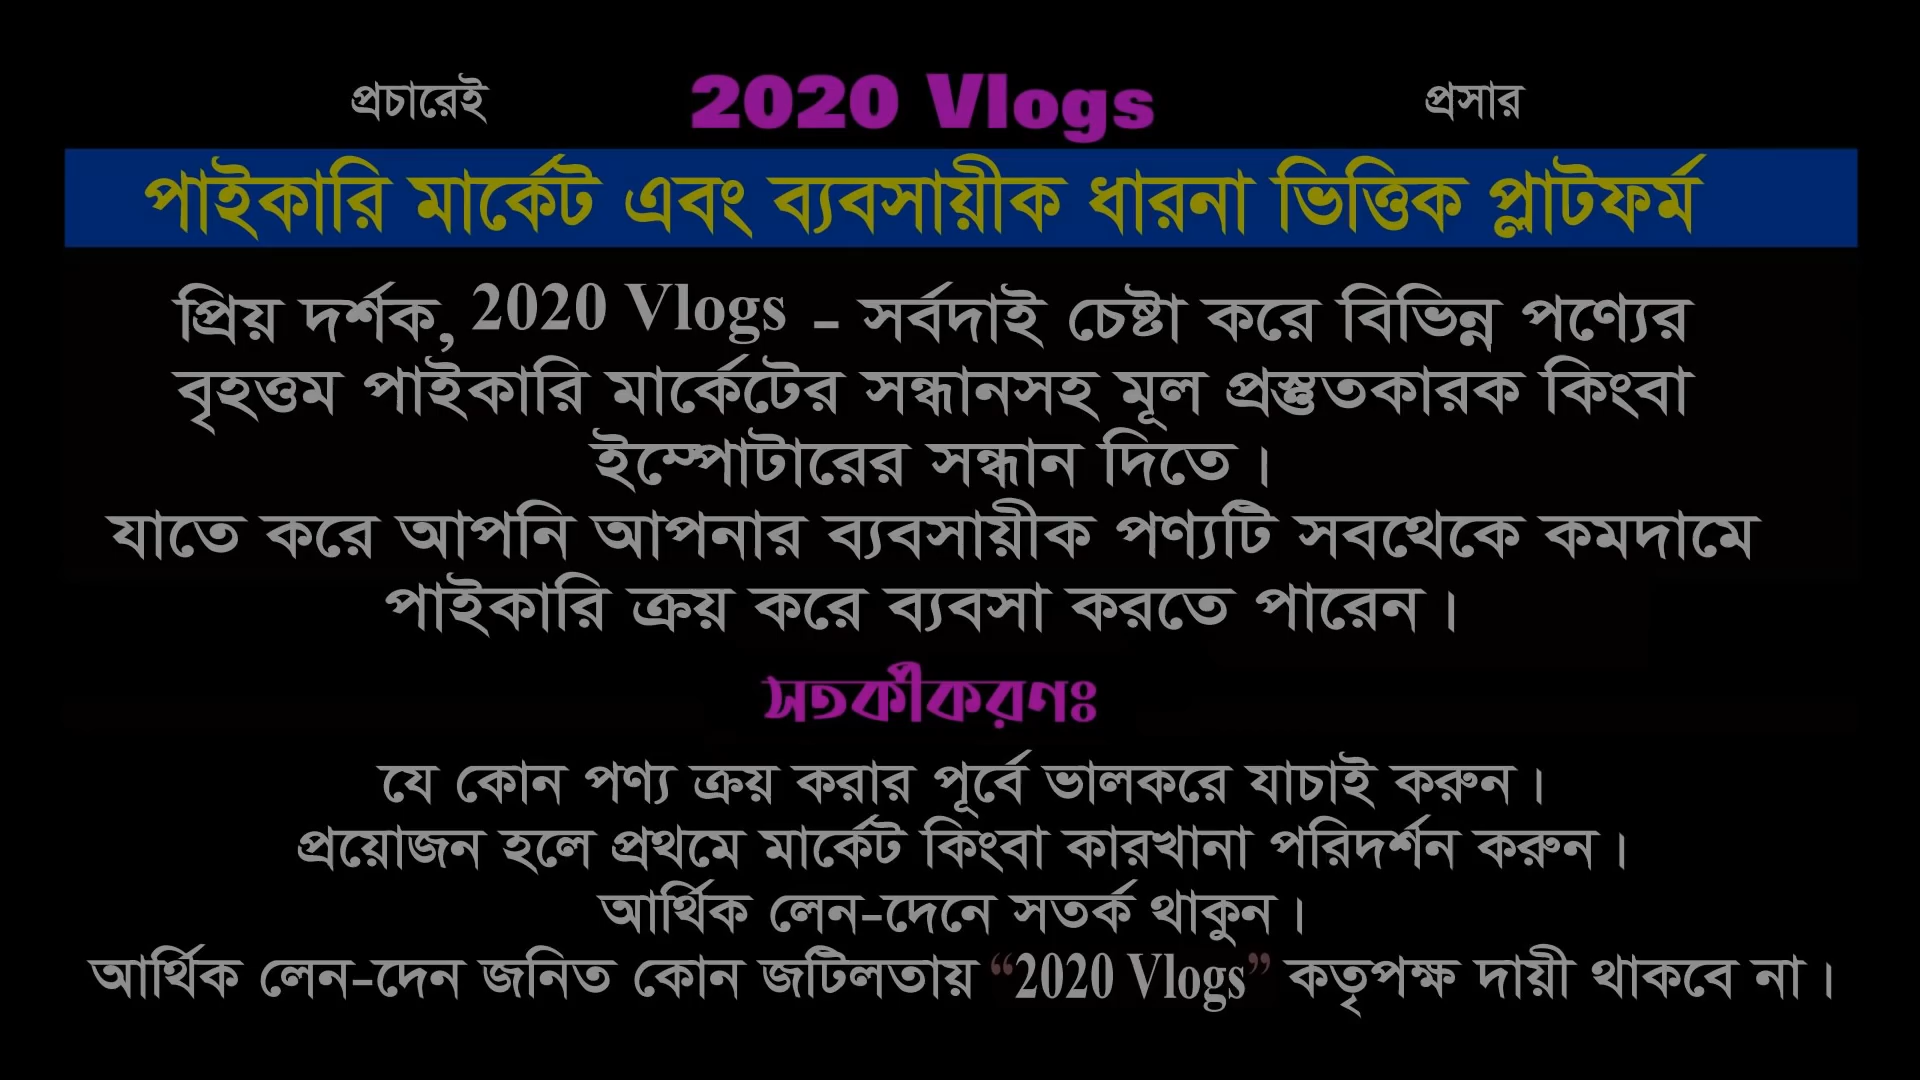 প্রচারেই 2020 Vlogs প্রসার
পাইকারি মার্কেট এবং ব্যবসায়ীক ধারনা ভিত্তিক প্লাটফর্ম
প্রিয় দর্শক, 2020 Vlogs - সর্বদাই চেষ্টা করে বিভিন্ন পণ্যের
বৃহত্তম পাইকারি মার্কেটের সন্ধানসহ মূল প্রস্তুতকারক কিংবা
ইম্পোটারের সন্ধান দিতে।
যাতে করে আপনি আপনার ব্যবসায়ীক পণ্যটি সবথেকে কমদামে
পাইকারি ক্রয় করে ব্যবসা করতে পারেন।
সতর্কীকরণঃ
যে কোন পণ্য ক্রয় করার পূর্বে ভালকরে যাচাই করুন।
প্রয়োজন হলে প্রথমে মার্কেট কিংবা কারখানা পরিদর্শন করুন।
আর্থিক লেন-দেনে সতর্ক থাকুন।
আর্থিক লেন-দেন জনিত কোন জটিলতায় “2020 Vlogs” কতৃপক্ষ দায়ী থাকবে না।